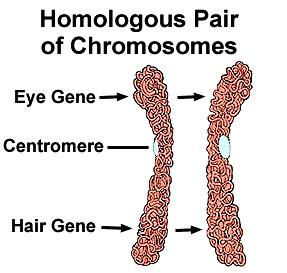 Homologous Pair
of Chromosomes
Eye Gene
Centromere
Hair Gene